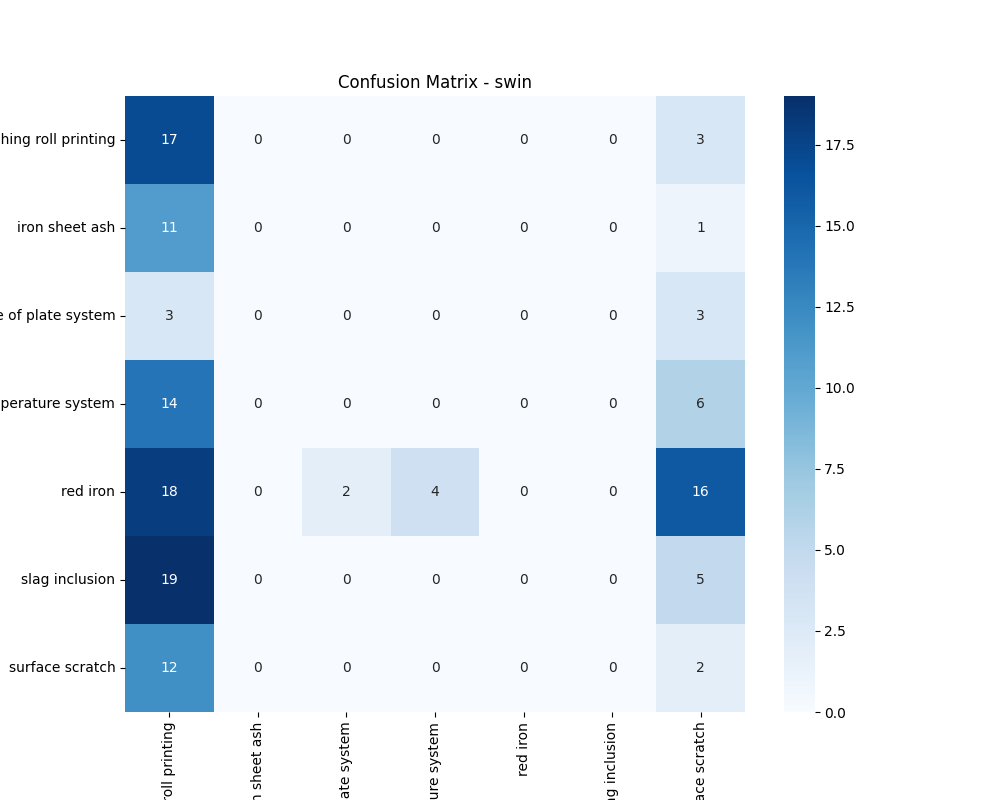 Confusion Matrix - swin
hing roll printing 17 0 0 0 0 0 3
iron sheet ash 11 0 0 0 0 0 1
e of plate system 3 0 0 0 0 0 3
perature system 14 0 0 0 0 0 6
red iron 18 0 2 4 0 0 16
slag inclusion 19 0 0 0 0 0 5
surface scratch 12 0 0 0 0 0 2
roll printing
n sheet ash
ate system
ure system
red iron
g inclusion
ace scratch
17.5
15.0
12.5
10.0
7.5
5.0
2.5
0.0